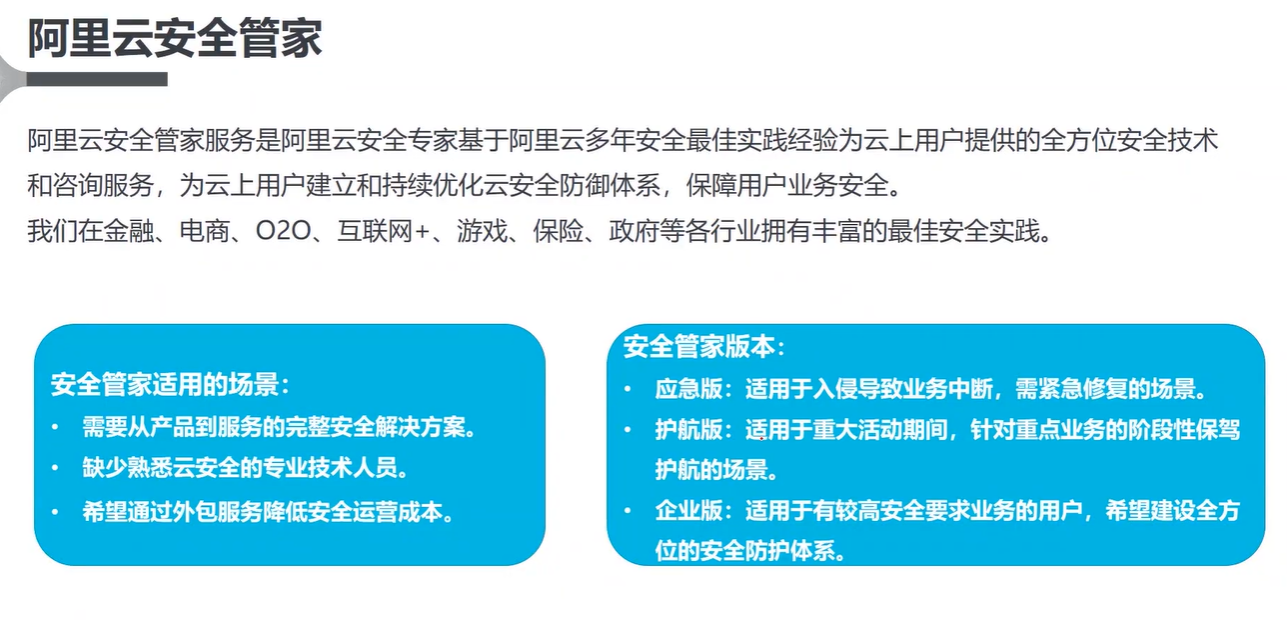 阿里云安全管家
阿里云安全管家服务是阿里云安全专家基于阿里云多年安全最佳实践经验为云上用户提供的全方位安全技术
和咨询服务，为云上用户建立和持续优化云安全防御体系，保障用户业务安全。
我们在金融、电商、O2O、互联网+、游戏、保险、政府等各行业拥有丰富的最佳安全实践。
安全管家适用的场景：
• 需要从产品到服务的完整安全解决方案。
• 缺少熟悉云安全的专业技术人员。
• 希望通过外包服务降低安全运营成本。
安全管家版本：
• 应急版：适用于入侵导致业务中断，需紧急修复的场景。
• 护航版：适用于重大活动期间，针对重点业务的阶段性保驾
护航的场景。
• 企业版：适用于有较高安全要求业务的用户，希望建设全方
位的安全防护体系。